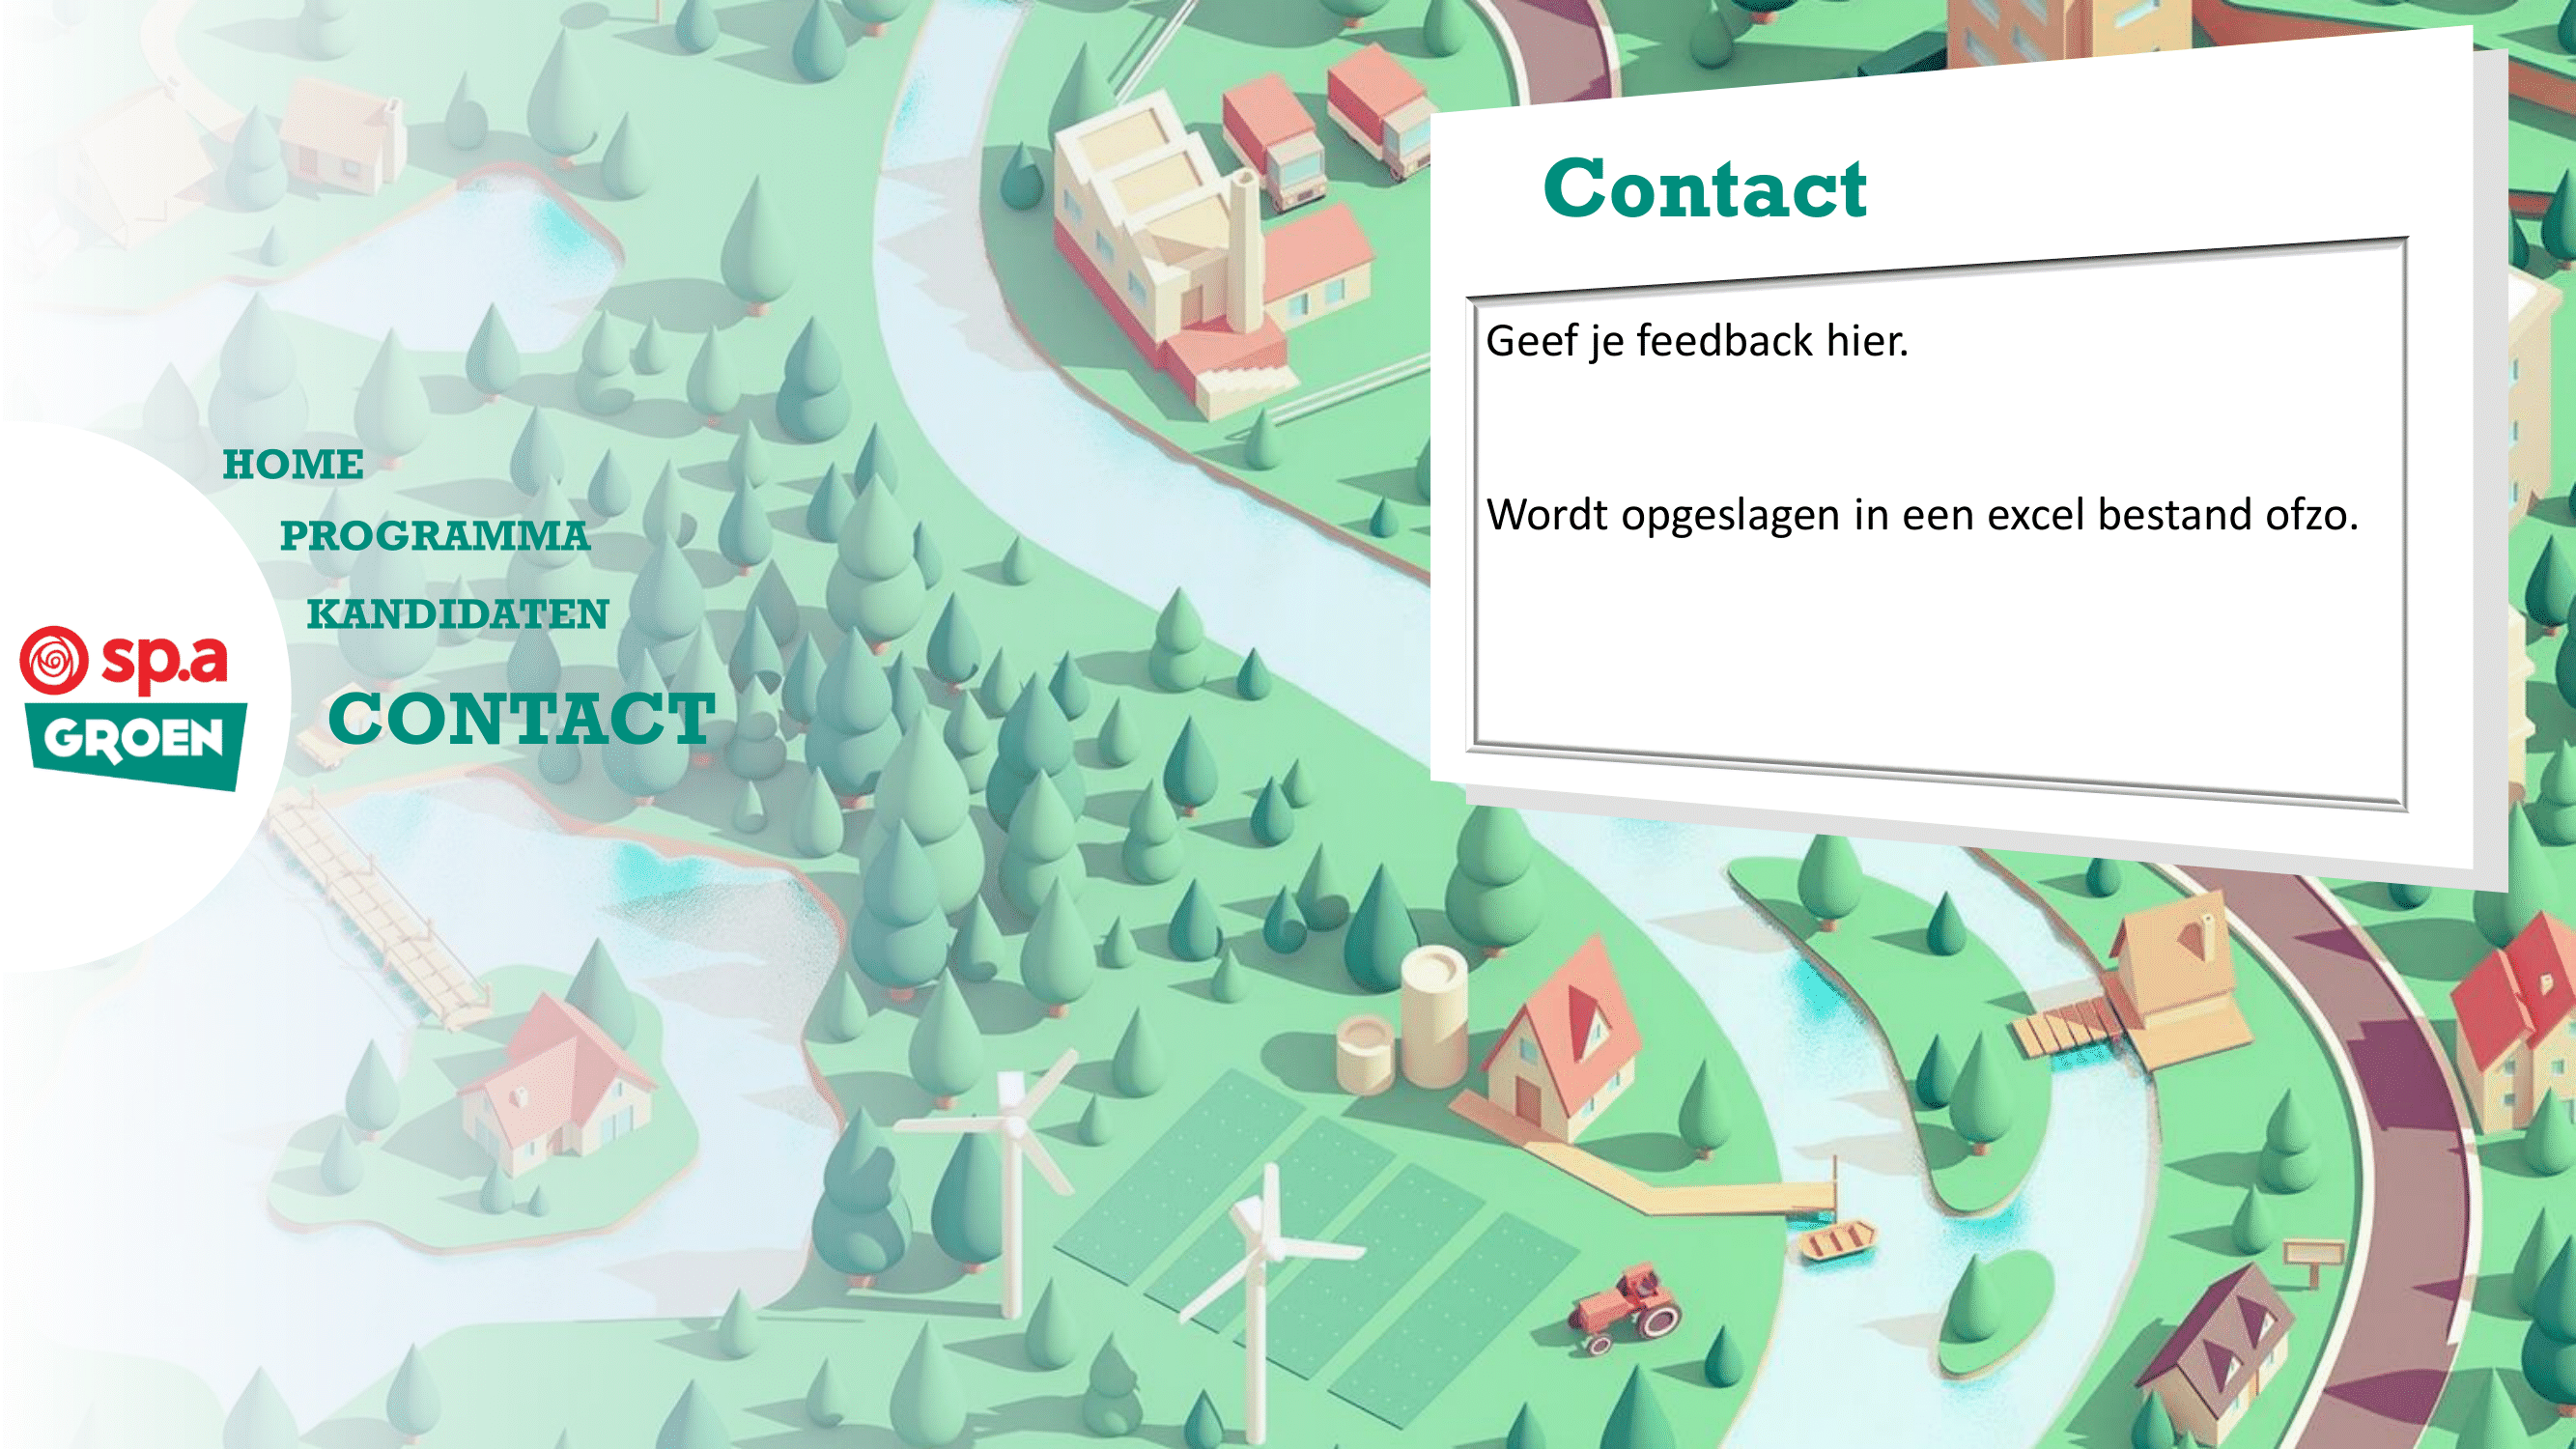 HOME
PROGRAMMA
KANDIDATEN
CONTACT
sp.a
GROEN
Contact
Geef je feedback hier.
Wordt opgeslagen in een excel bestand ofzo.